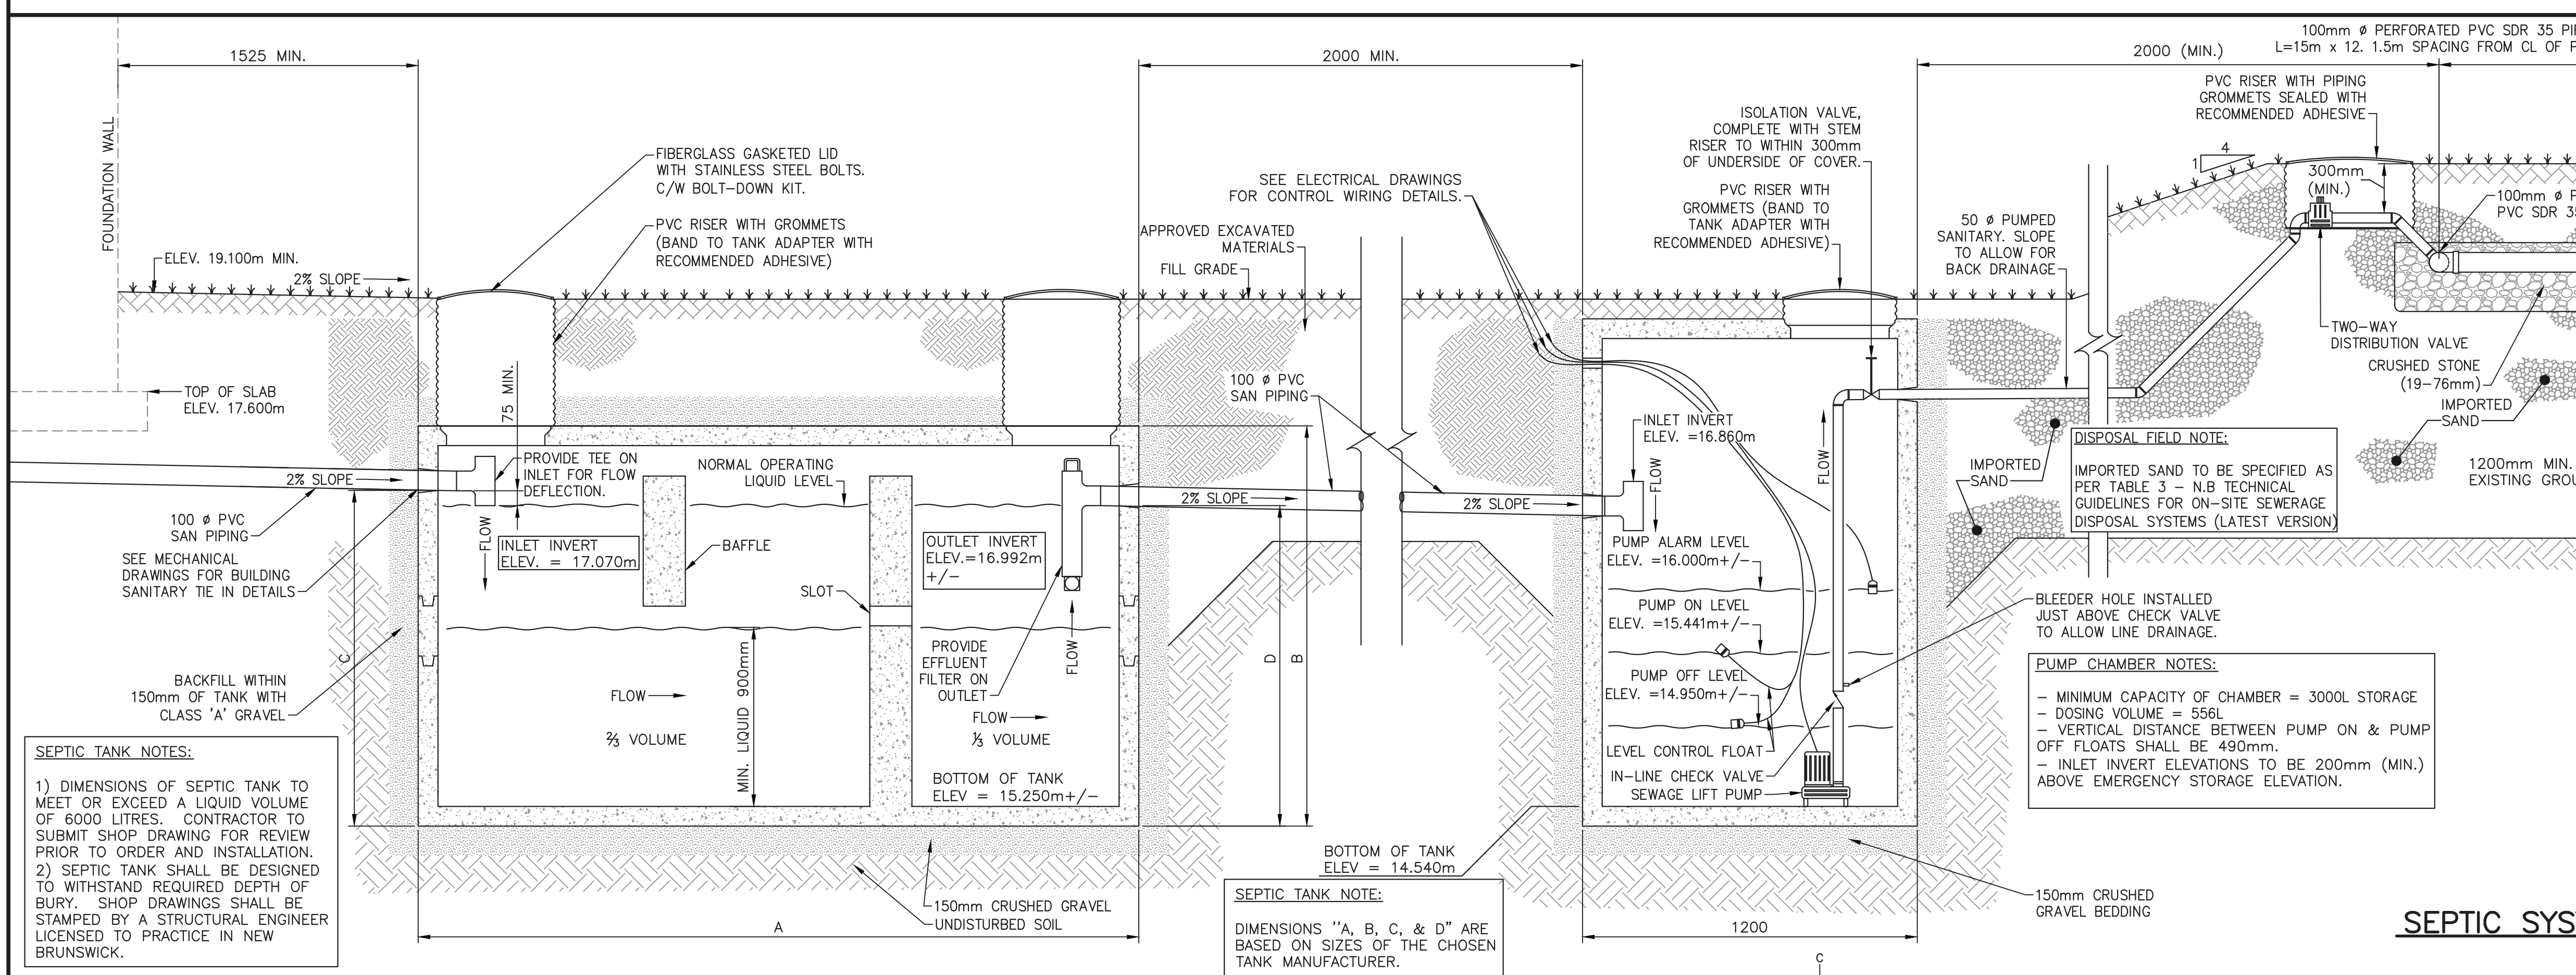 1525 MIN.
2000 MIN.
2000 (MIN.)
100mm ø PERFORATED PVC SDR 35
L=15m x 12. 1.5m SPACING FROM CL OF
FOUNDATION WALL
ELEV. 19.100m MIN.
2% SLOPE
TOP OF SLAB
ELEV. 17.600m
FIBERGLASS GASKETED LID
WITH STAINLESS STEEL BOLTS.
C/W BOLT-DOWN KIT.
PVC RISER WITH GROMMETS
(BAND TO TANK ADAPTER WITH
RECOMMENDED ADHESIVE)
75 MIN.
2% SLOPE
PROVIDE TEE ON
INLET FOR FLOW
DEFLECTION.
NORMAL OPERATING
LIQUID LEVEL
100 ø PVC
SAN PIPING
SEE MECHANICAL
DRAWINGS FOR BUILDING
SANITARY TIE IN DETAILS
FLOW
INLET INVERT
ELEV. = 17.070m
BAFFLE
SLOT
OUTLET INVERT
ELEV.=16.992m
+/-
PROVIDE
EFFLUENT
FILTER ON
OUTLET
FLOW
C
BACKFILL WITHIN
150mm OF TANK WITH
CLASS 'A' GRAVEL
FLOW
⅔ VOLUME
MIN. LIQUID 900mm
FLOW
⅓ VOLUME
BOTTOM OF TANK
ELEV = 15.250m+/-
SEPTIC TANK NOTES:
1) DIMENSIONS OF SEPTIC TANK TO
MEET OR EXCEED A LIQUID VOLUME
OF 6000 LITRES. CONTRACTOR TO
SUBMIT SHOP DRAWING FOR REVIEW
PRIOR TO ORDER AND INSTALLATION.
2) SEPTIC TANK SHALL BE DESIGNED
TO WITHSTAND REQUIRED DEPTH OF
BURY. SHOP DRAWINGS SHALL BE
STAMPED BY A STRUCTURAL ENGINEER
LICENSED TO PRACTICE IN NEW
BRUNSWICK.
150mm CRUSHED GRAVEL
UNDISTURBED SOIL
A
D
B
SEE ELECTRICAL DRAWINGS
FOR CONTROL WIRING DETAILS.
APPROVED EXCAVATED
MATERIALS
FILL GRADE
100 ø PVC
SAN PIPING
2% SLOPE
2% SLOPE
ISOLATION VALVE,
COMPLETE WITH STEM
RISER TO WITHIN 300mm
OF UNDERSIDE OF COVER.
PVC RISER WITH
GROMMETS (BAND TO
TANK ADAPTER WITH
RECOMMENDED ADHESIVE)
INLET INVERT
ELEV. =16.860m
FLOW
FLOW
PUMP ALARM LEVEL
ELEV. =16.000m+/-
PUMP ON LEVEL
ELEV. =15.441m+/-
PUMP OFF LEVEL
ELEV. =14.950m+/-
LEVEL CONTROL FLOAT
IN-LINE CHECK VALVE
SEWAGE LIFT PUMP
BOTTOM OF TANK
ELEV = 14.540m
SEPTIC TANK NOTE:
DIMENSIONS ''A, B, C, & D" ARE
BASED ON SIZES OF THE CHOSEN
TANK MANUFACTURER.
1200
C
PVC RISER WITH PIPING
GROMMETS SEALED WITH
RECOMMENDED ADHESIVE
4
1
300mm
(MIN.)
100mm ø
PVC SDR
50 ø PUMPED
SANITARY. SLOPE
TO ALLOW FOR
BACK DRAINAGE
TWO-WAY
DISTRIBUTION VALVE
CRUSHED STONE
(19-76mm)
IMPORTED
SAND
IMPORTED
SAND
DISPOSAL FIELD NOTE:
IMPORTED SAND TO BE SPECIFIED AS
PER TABLE 3 - N.B TECHNICAL
GUIDELINES FOR ON-SITE SEWERAGE
DISPOSAL SYSTEMS (LATEST VERSION)
1200mm MIN.
EXISTING
BLEEDER HOLE INSTALLED
JUST ABOVE CHECK VALVE
TO ALLOW LINE DRAINAGE.
PUMP CHAMBER NOTES:
- MINIMUM CAPACITY OF CHAMBER = 3000L STORAGE
- DOSING VOLUME = 556L
- VERTICAL DISTANCE BETWEEN PUMP ON & PUMP
OFF FLOATS SHALL BE 490mm.
- INLET INVERT ELEVATIONS TO BE 200mm (MIN.)
ABOVE EMERGENCY STORAGE ELEVATION.
150mm CRUSHED
GRAVEL BEDDING
SEPTIC SYS